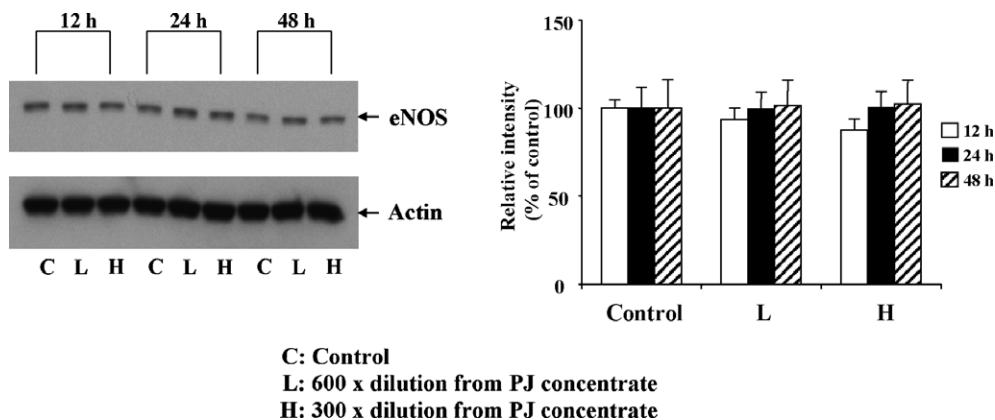 12 h 24 h 48 h
eNOS
Actin
C L H C L H C L H
Relative intensity
(% of control)
150
100
50
0
Control L H
12 h
24 h
48 h
C: Control
L: 600 x dilution from PJ concentrate
H: 300 x dilution from PJ concentrate